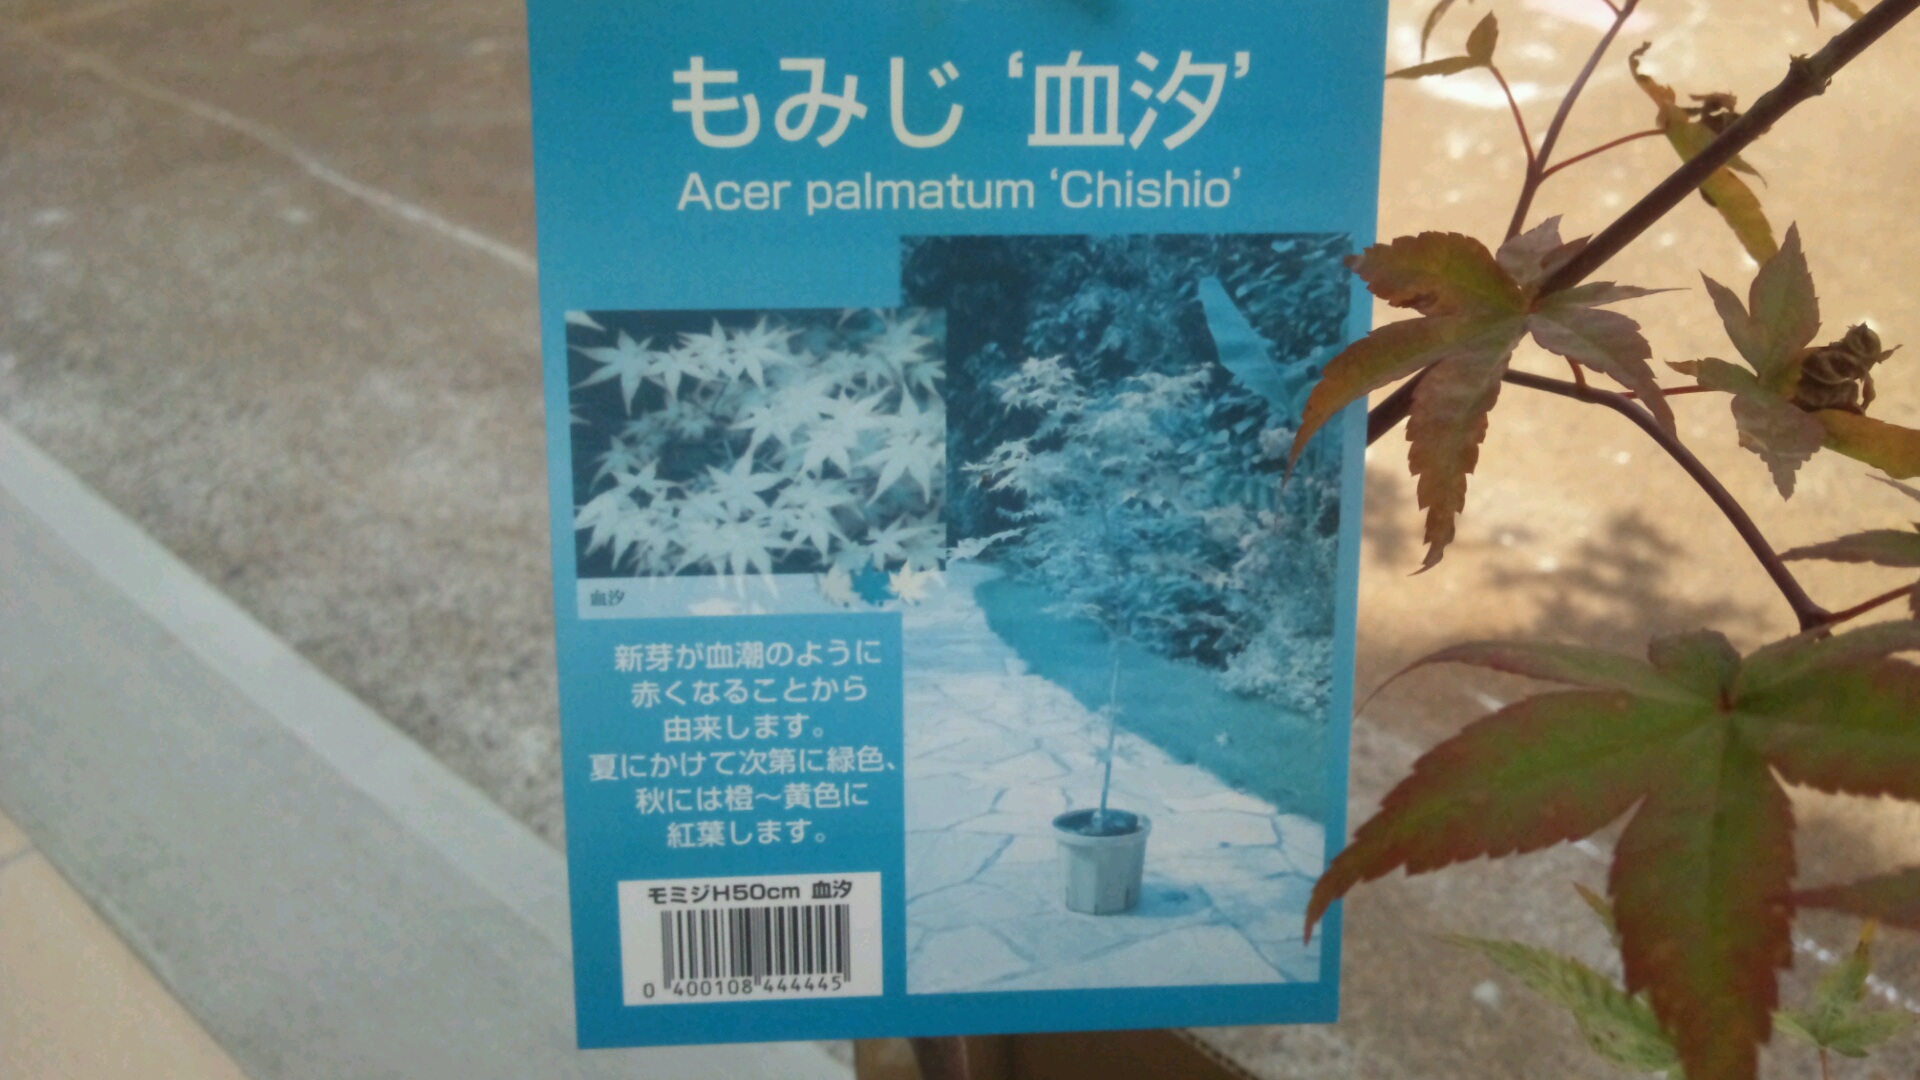 もみじ ‘血汐’
Acer palmatum ‘Chishio’
血汐
新芽が血潮のように
赤くなることから
由来します。
夏にかけて次第に緑色、
秋には橙〜黄色に
紅葉します。
モミジH50cm 血汐
0 400108 444445